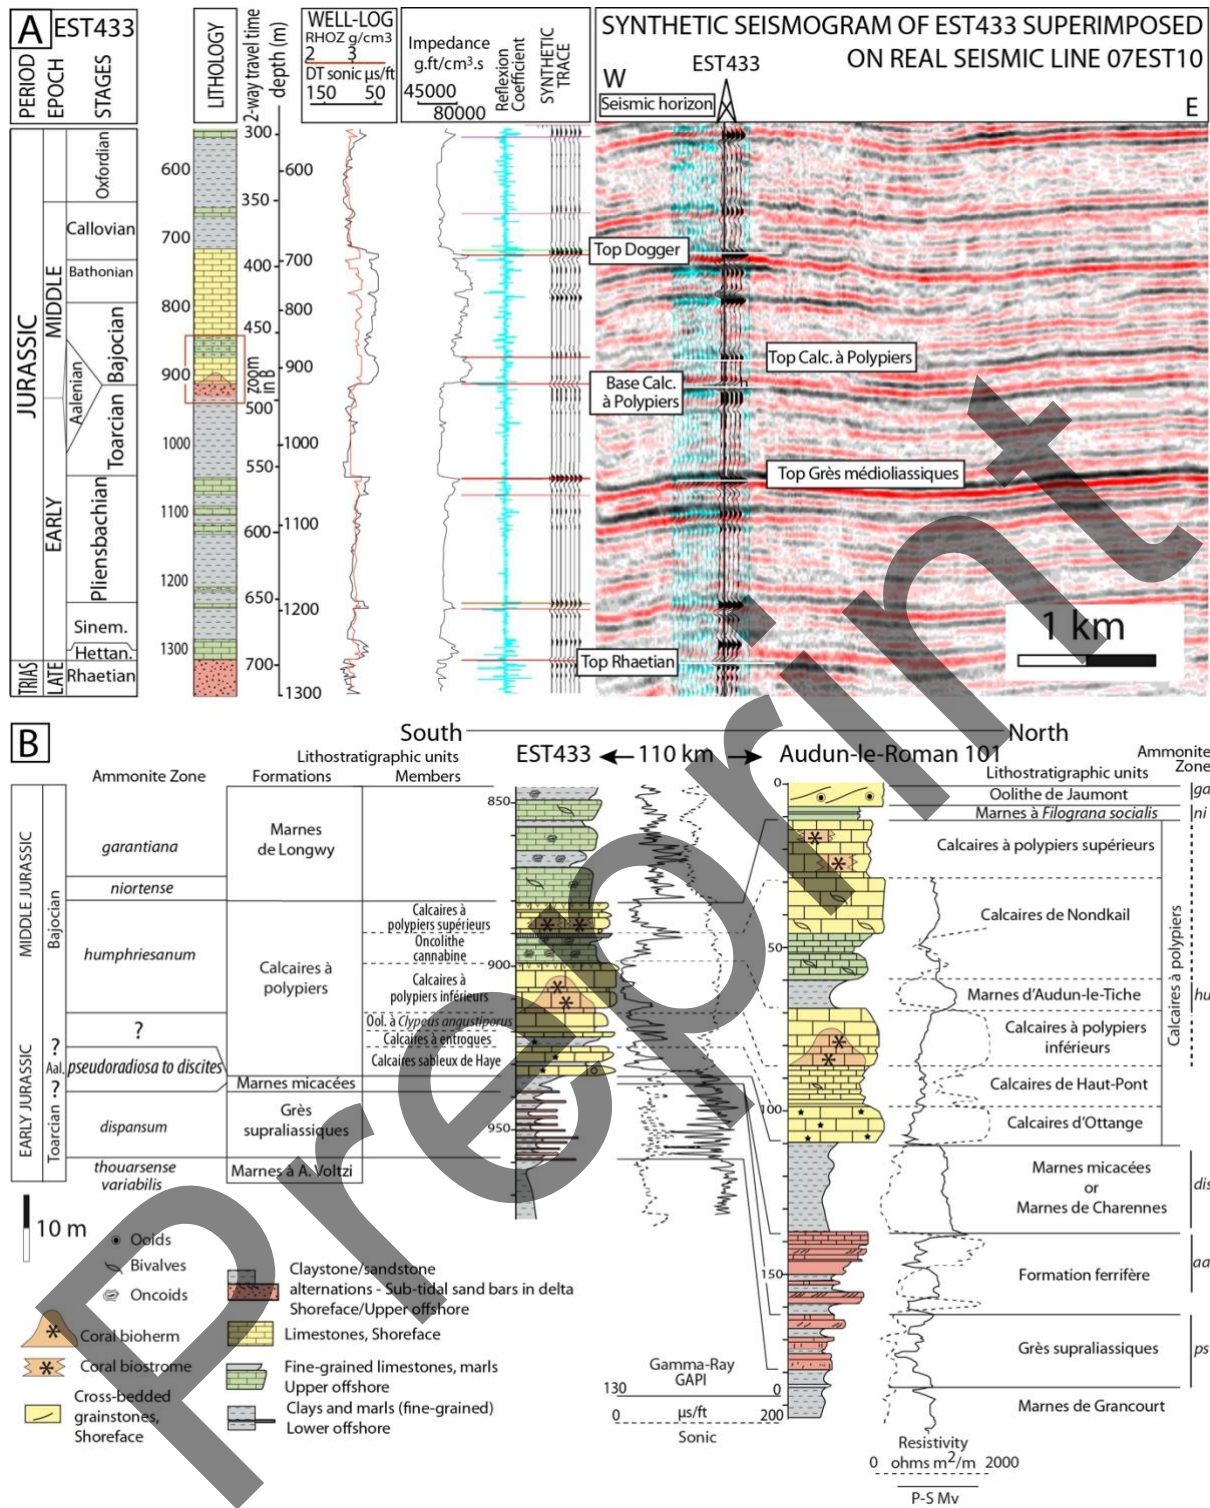 A
EST433
PERIOD
EPOCH
STAGES
LITHOLOGY
2-way travel time
depth (m)
WELL-LOG
RHOZ g/cm3
2 3
DT sonic µs/ft
150 50
Impedance
g.ft/cm³.s
45000
80000
Reflexion
Coefficient
SYNTHETIC
TRACE
SYNTHETIC SEISMOGRAM OF EST433 SUPERIMPOSED
ON REAL SEISMIC LINE 07EST10
EST433
W
E
Seismic horizon
JURASSIC
TRIAS
MIDDLE
EARLY
LATE
Oxfordian
Callovian
Bathonian
Bajocian
Aalenian
Toarcian
Pliensbachian
Sinem.
Hettan.
Rhaetian
600
700
800
900
1000
1100
1200
1300
300
350
400
450
500
550
600
650
700
zoom
in B
600
700
800
900
1000
1100
1200
1300
Top Dogger
Top Calc. à Polypiers
Base Calc.
à Polypiers
Top Grès médioliassiques
Top Rhaetian
1 km
B
South
North
EST433
110 km
Audun-le-Roman 101
Lithostratigraphic units
Ammonite Zone
Formations
Members
Lithostratigraphic units
Ammonite
Zone
MIDDLE JURASSIC
EARLY JURASSIC
Bajocian
?
Aal.
?
Toarcian
garantiana
niortense
humphriesanum
?
pseudoradiosa to discites
dispansum
thouarsense
variabilis
Marnes
de Longwy
Calcaires à
polypiers
Marnes micacées
Grès
supraliassiques
Marnes à A. Voltzi
Calcaires à
polypiers supérieurs
Oncolithe
cannabine
Calcaires à
polypiers inférieurs
Ool. à Clypeus angustiporus
Calcaires à entroques
Calcaires sableux de Haye
850
900
950
0
50
100
150
Oolithe de Jaumont
Marnes à Filograna socialis
Calcaires à polypiers supérieurs
Calcaires de Nondkail
Marnes d'Audun-le-Tiche
Calcaires à polypiers
inférieurs
Calcaires de Haut-Pont
Calcaires d'Ottange
Marnes micacées
or
Marnes de Charennes
Formation ferrifère
Grès supraliassiques
Marnes de Grancourt
Calcaires à polypiers
ga
ni
hu
dis
aa
ps
10 m
Ooids
Bivalves
Oncoids
Coral bioherm
Coral biostrome
Cross-bedded
grainstones,
Shoreface
Claystone/sandstone
alternations - Sub-tidal sand bars in delta
Shoreface/Upper offshore
Limestones, Shoreface
Fine-grained limestones, marls
Upper offshore
Clays and marls (fine-grained)
Lower offshore
Gamma-Ray
GAPI
130 0
µs/ft
0 200
Sonic
Resistivity
0 ohms m²/m 2000
P-S Mv
Preprint